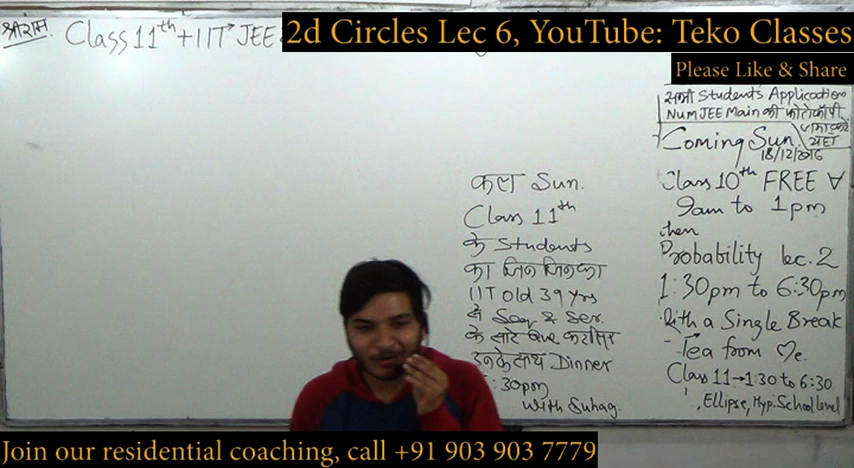 श्रीराम. Class 11th + IIT JEE
2d Circles Lec 6, YouTube: Teko Classes
Please Like & Share
सभी Students Application
Num JEE Main की फोटोकॉपी
Coming Sun.
18/12/2016
Class 10th FREE ∀
9am to 1pm
then
Probability lec. 2
1:30pm to 6:30pm
With a Single Break
- Tea from Me.
Class 11→1:30 to 6:30
, Ellipse, Hyp. School level
कल Sun.
Class 11th
के Students
का जिन जिनका
IIT old 39 yrs
से Seq & Ser.
के सारे Que
उनके साथ Dinner
:30pm
with Suhag.
Join our residential coaching, call +91 903 903 7779